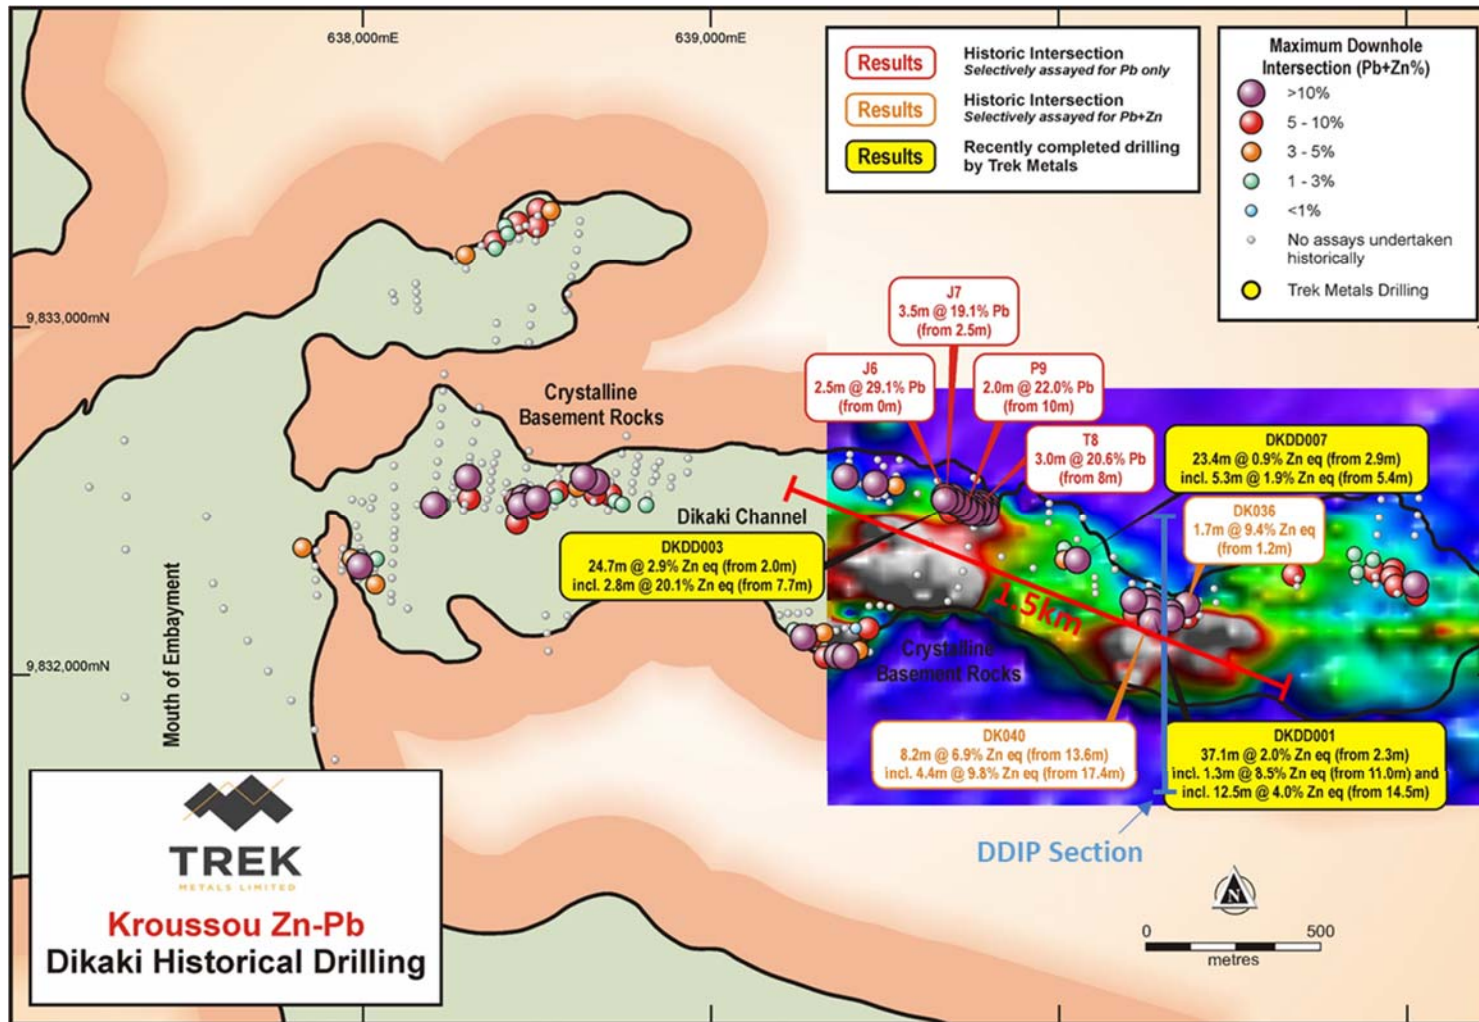 638,000mE
639,000mE
9,833,000mN
9,832,000mN
Results
Historic Intersection
Selectively assayed for Pb only
Results
Historic Intersection
Selectively assayed for Pb+Zn
Results
Recently completed drilling
by Trek Metals
Maximum Downhole
Intersection (Pb+Zn%)
>10%
5 - 10%
3 - 5%
1 - 3%
<1%
No assays undertaken
historically
Trek Metals Drilling
J7
3.5m @ 19.1% Pb
(from 2.5m)
J6
2.5m @ 29.1% Pb
(from 0m)
P9
2.0m @ 22.0% Pb
(from 10m)
T8
3.0m @ 20.6% Pb
(from 8m)
DKDD007
23.4m @ 0.9% Zn eq (from 2.9m)
incl. 5.3m @ 1.9% Zn eq (from 5.4m)
DK036
1.7m @ 9.4% Zn eq
(from 1.2m)
Crystalline
Basement Rocks
Dikaki Channel
DKDD003
24.7m @ 2.9% Zn eq (from 2.0m)
incl. 2.8m @ 20.1% Zn eq (from 7.7m)
1.5km
Crystalline
Basement Rocks
Mouth of Embayment
DK040
8.2m @ 6.9% Zn eq (from 13.6m)
incl. 4.4m @ 9.8% Zn eq (from 17.4m)
DKDD001
37.1m @ 2.0% Zn eq (from 2.3m)
incl. 1.3m @ 8.5% Zn eq (from 11.0m) and
incl. 12.5m @ 4.0% Zn eq (from 14.5m)
DDIP Section
TREK
METALS LIMITED
Kroussou Zn-Pb
Dikaki Historical Drilling
N
0
500
metres